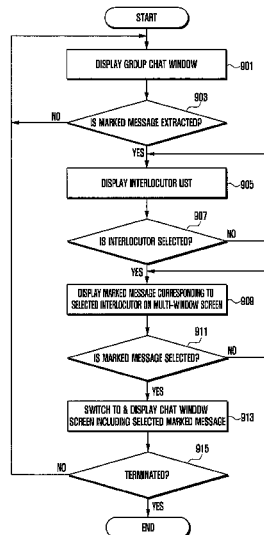 START
DISPLAY GROUP CHAT WINDOW
901
903
IS MARKED MESSAGE EXTRACTED?
NO
YES
DISPLAY INTERLOCUTOR LIST
905
907
IS INTERLOCUTOR SELECTED?
NO
YES
DISPLAY MARKED MESSAGE CORRESPONDING TO
SELECTED INTERLOCUTOR ON MULTI-WINDOW SCREEN
909
911
IS MARKED MESSAGE SELECTED?
NO
YES
SWITCH TO & DISPLAY CHAT WINDOW
SCREEN INCLUDING SELECTED MARKED MESSAGE
913
915
TERMINATED?
NO
YES
END